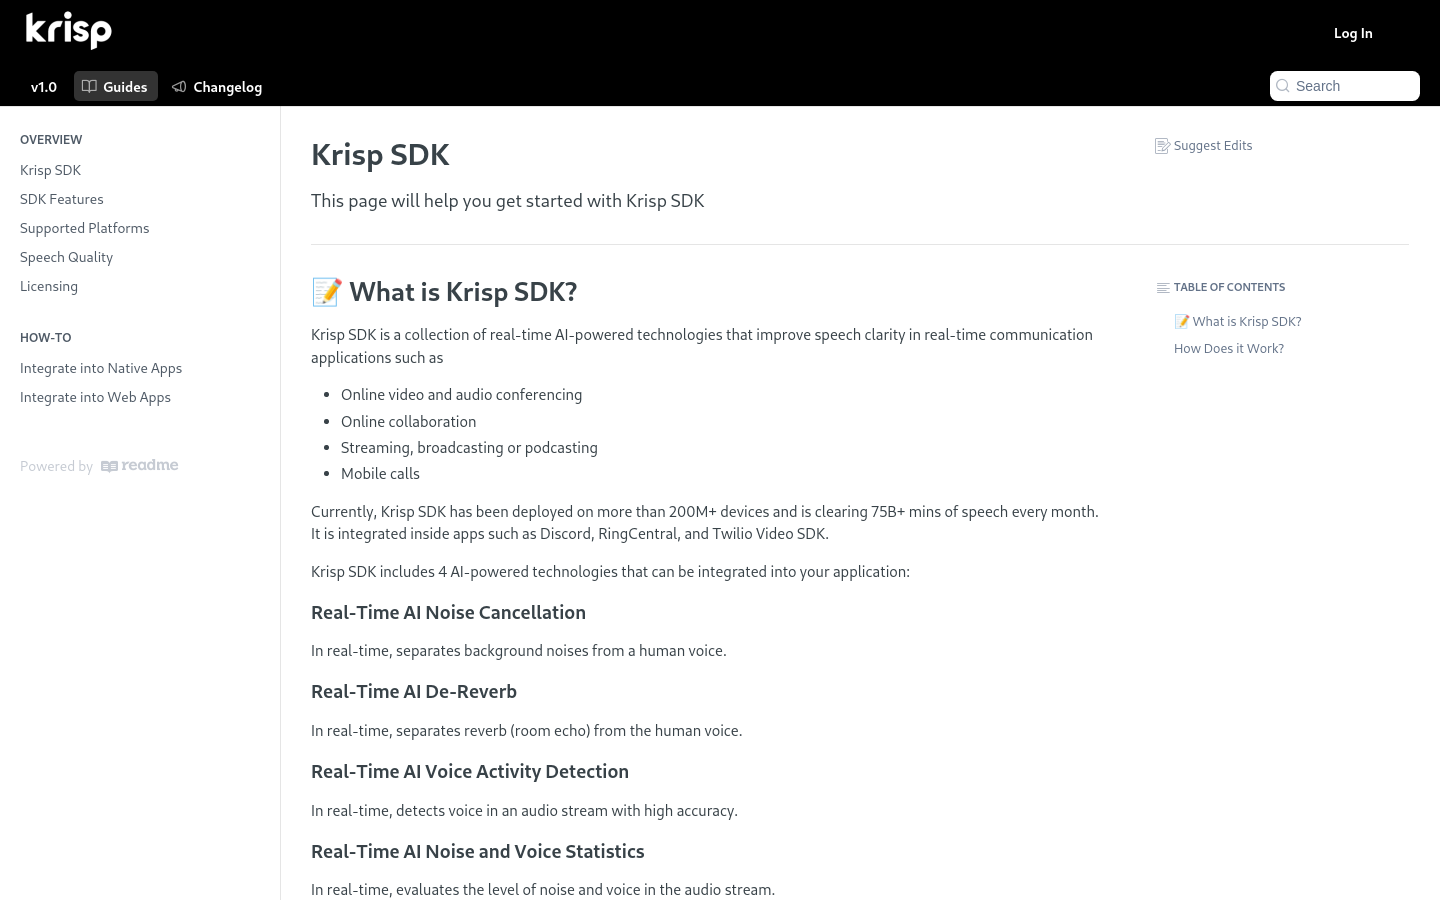 krisp
Log In
v1.0
Guides
Changelog
Search
OVERVIEW
Krisp SDK
SDK Features
Supported Platforms
Speech Quality
Licensing
HOW-TO
Integrate into Native Apps
Integrate into Web Apps
Powered by readme
Krisp SDK
This page will help you get started with Krisp SDK
Suggest Edits
📝 What is Krisp SDK?
Krisp SDK is a collection of real-time AI-powered technologies that improve speech clarity in real-time communication
applications such as
• Online video and audio conferencing
• Online collaboration
• Streaming, broadcasting or podcasting
• Mobile calls
Currently, Krisp SDK has been deployed on more than 200M+ devices and is clearing 75B+ mins of speech every month.
It is integrated inside apps such as Discord, RingCentral, and Twilio Video SDK.
Krisp SDK includes 4 AI-powered technologies that can be integrated into your application:
Real-Time AI Noise Cancellation
In real-time, separates background noises from a human voice.
Real-Time AI De-Reverb
In real-time, separates reverb (room echo) from the human voice.
Real-Time AI Voice Activity Detection
In real-time, detects voice in an audio stream with high accuracy.
Real-Time AI Noise and Voice Statistics
In real-time, evaluates the level of noise and voice in the audio stream.
TABLE OF CONTENTS
📝 What is Krisp SDK?
How Does it Work?